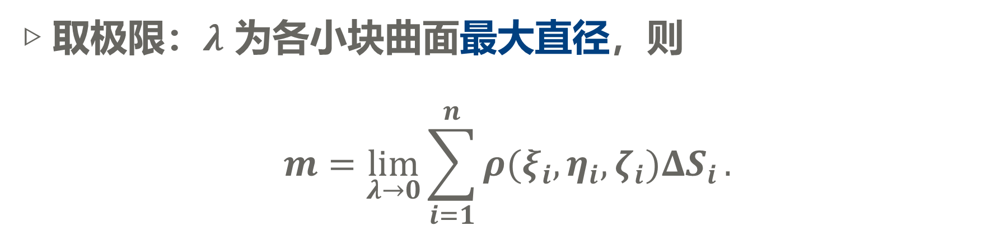 ▷ 取极限：λ 为各小块曲面最大直径，则
m = lim_{λ→0} ∑_{i=1}^{n} ρ(ξ_i, η_i, ζ_i)ΔS_i .